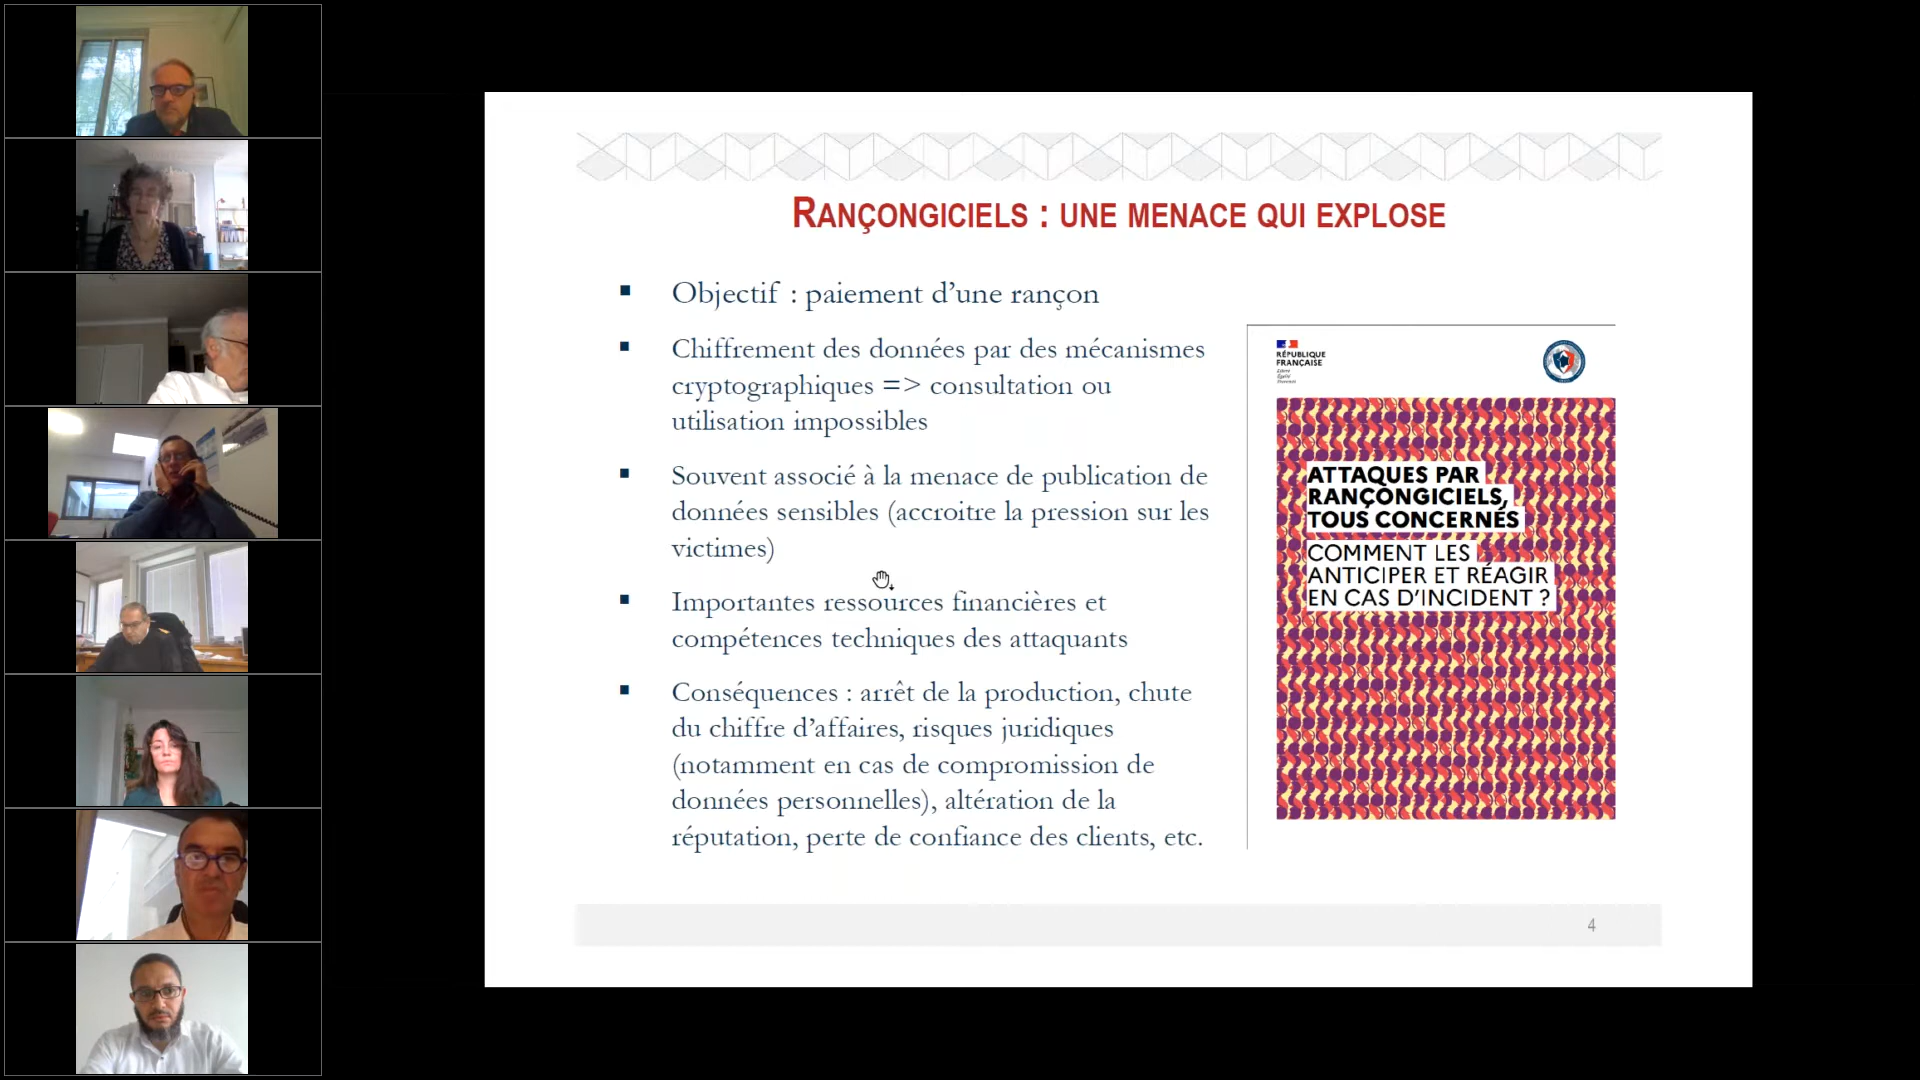 RANÇONGICIELS : UNE MENACE QUI EXPLOSE
▪ Objectif : paiement d’une rançon
▪ Chiffrement des données par des mécanismes
cryptographiques => consultation ou
utilisation impossibles
▪ Souvent associé à la menace de publication de
données sensibles (accroitre la pression sur les
victimes)
▪ Importantes ressources financières et
compétences techniques des attaquants
▪ Conséquences : arrêt de la production, chute
du chiffre d’affaires, risques juridiques
(notamment en cas de compromission de
données personnelles), altération de la
réputation, perte de confiance des clients, etc.
RÉPUBLIQUE
FRANÇAISE
Liberté
Égalité
Fraternité
ATTAQUES PAR
RANÇONGICIELS,
TOUS CONCERNÉS
COMMENT LES
ANTICIPER ET RÉAGIR
EN CAS D’INCIDENT ?
4